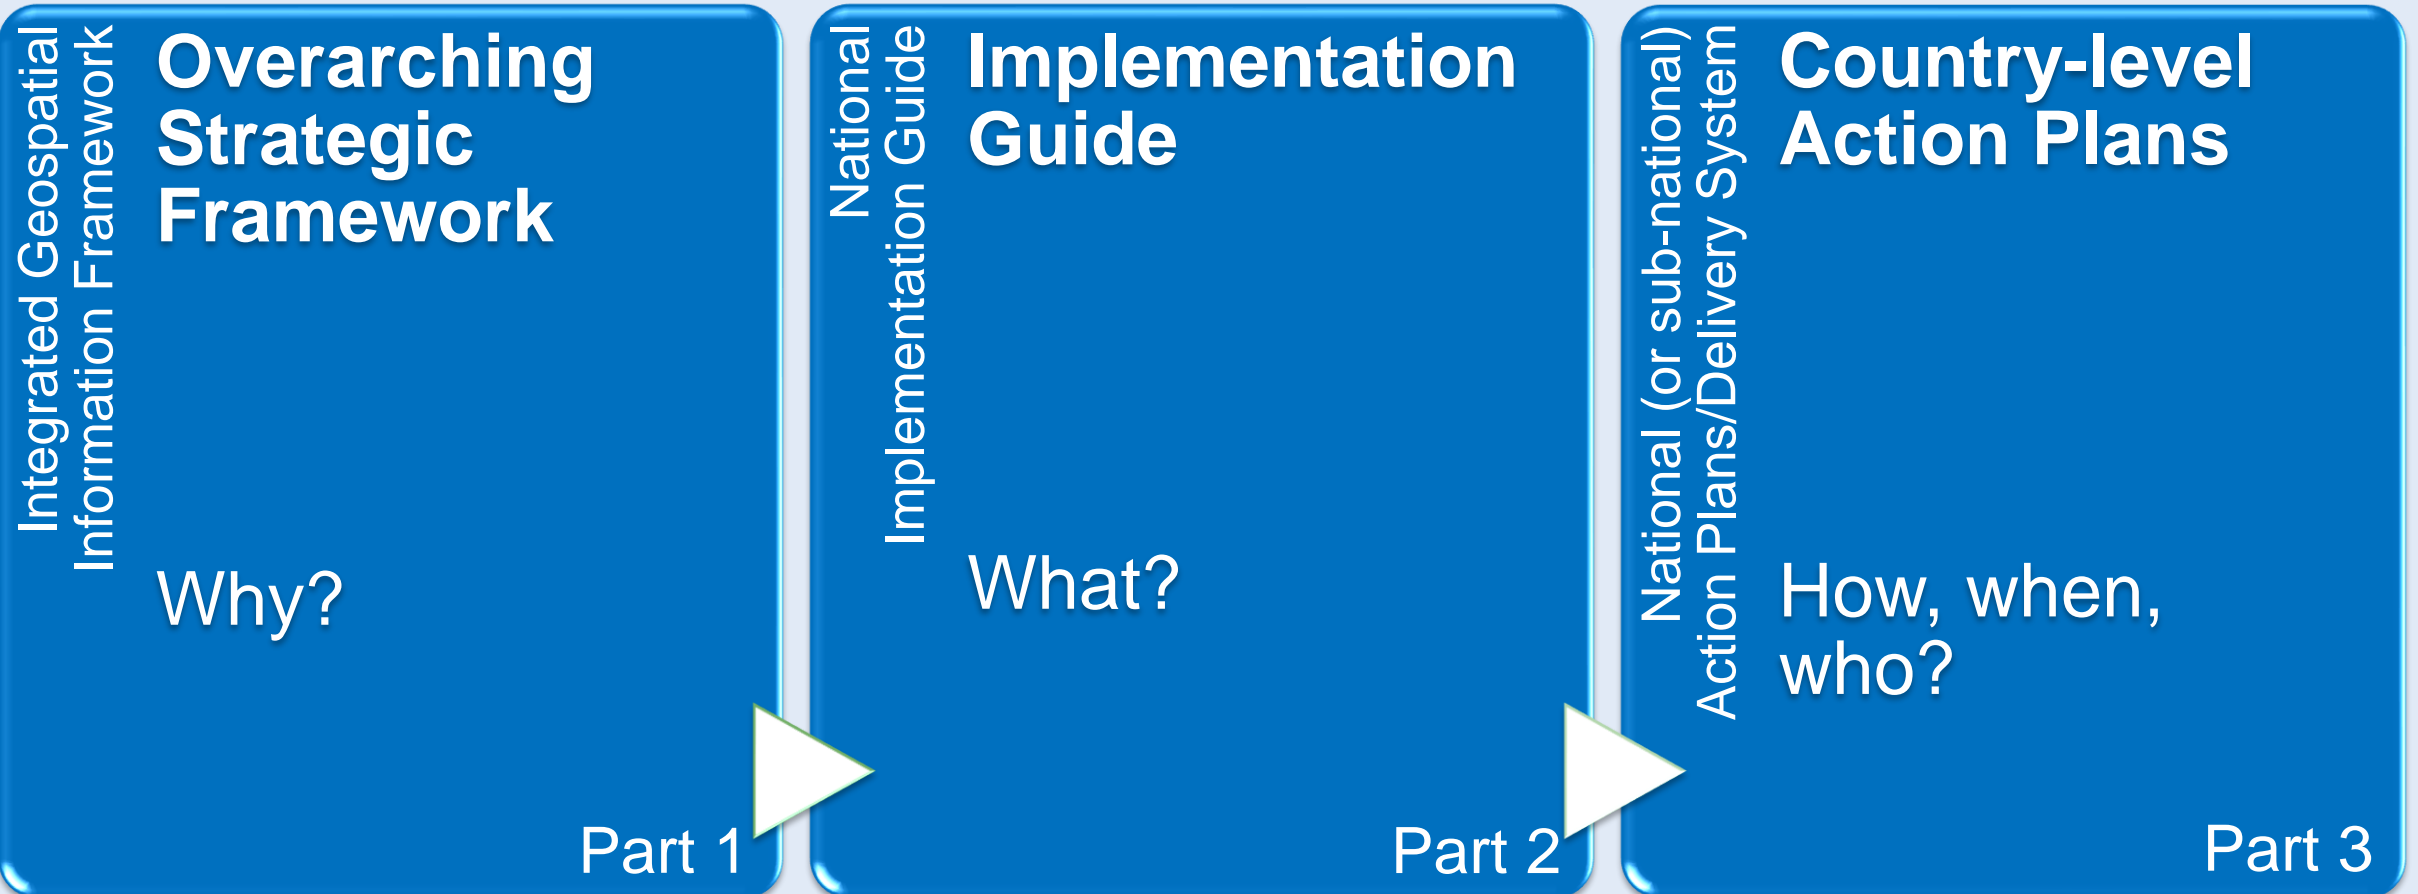 Integrated Geospatial
Information Framework
Overarching
Strategic
Framework
Why?
Part 1
National
Implementation Guide
Implementation
Guide
What?
Part 2
National (or sub-national)
Action Plans/Delivery System
Country-level
Action Plans
How, when,
who?
Part 3